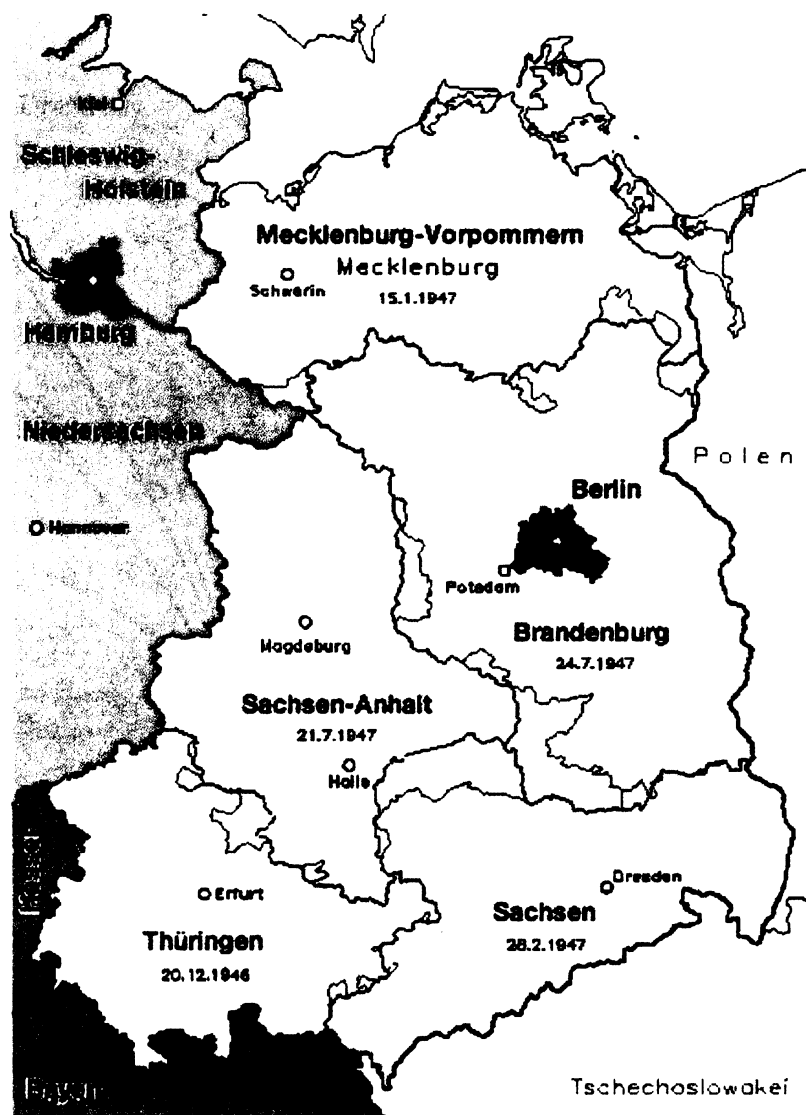 Kiel
Schleswig-
Holstein
Mecklenburg-Vorpommern
Mecklenburg
15.1.1947
Schwerin
Hamburg
Niedersachsen
Polen
Berlin
Hannover
Potsdam
Magdeburg
Brandenburg
24.7.1947
Sachsen-Anhalt
21.7.1947
Halle
Hessen
Dresden
Erfurt
Sachsen
28.2.1947
Thüringen
20.12.1946
Bayern
Tschechoslowakei